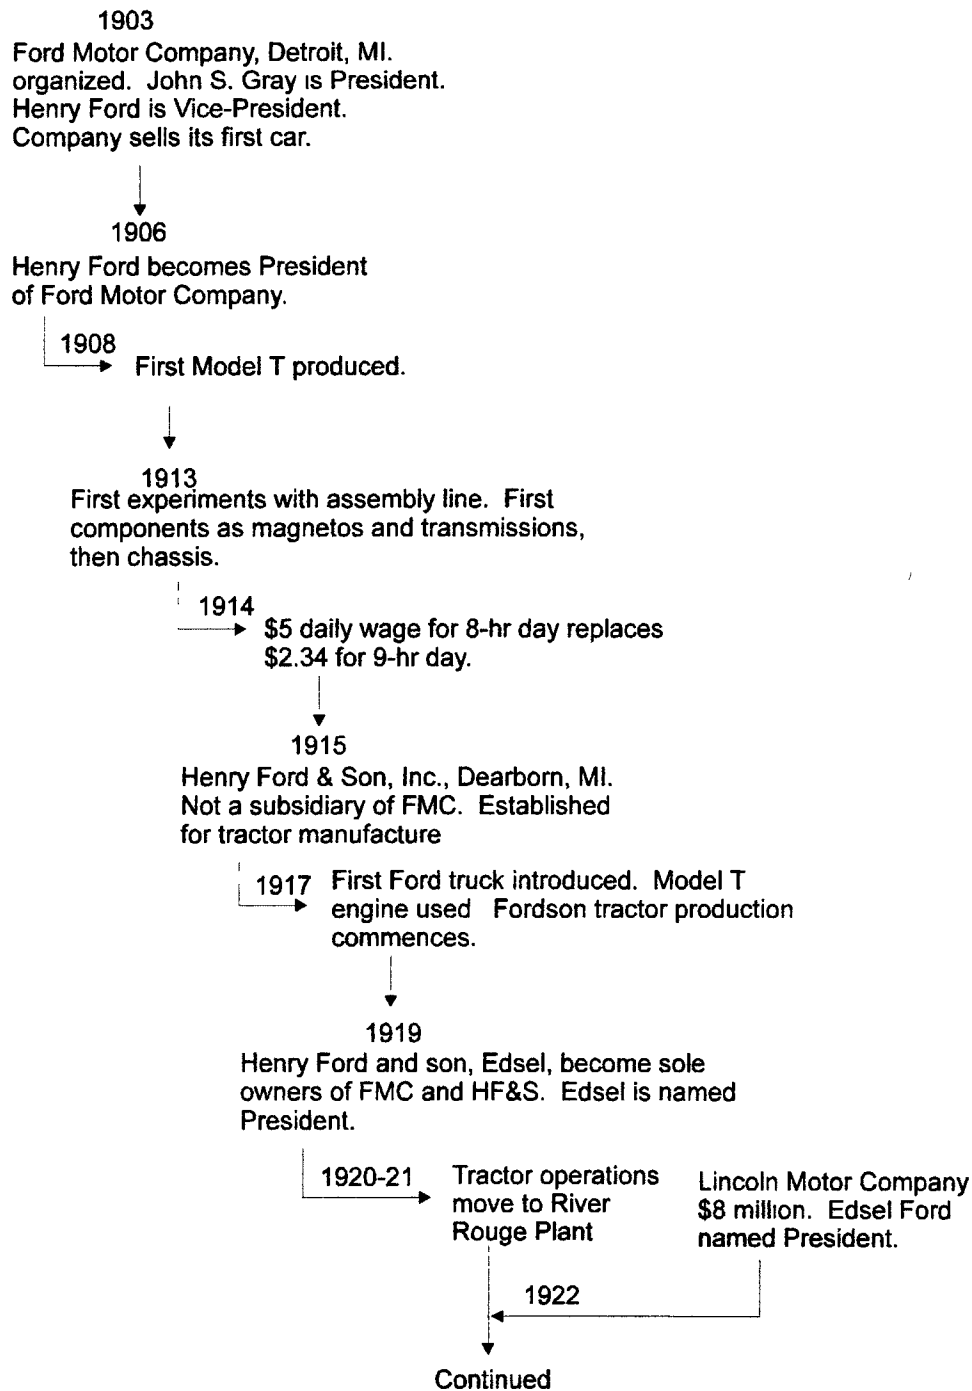 1903
Ford Motor Company, Detroit, MI.
organized. John S. Gray is President.
Henry Ford is Vice-President.
Company sells its first car.
1906
Henry Ford becomes President
of Ford Motor Company.
1908
First Model T produced.
1913
First experiments with assembly line. First
components as magnetos and transmissions,
then chassis.
1914
$5 daily wage for 8-hr day replaces
$2.34 for 9-hr day.
1915
Henry Ford & Son, Inc., Dearborn, MI.
Not a subsidiary of FMC. Established
for tractor manufacture
1917
First Ford truck introduced. Model T
engine used Fordson tractor production
commences.
1919
Henry Ford and son, Edsel, become sole
owners of FMC and HF&S. Edsel is named
President.
1920-21
Tractor operations
move to River
Rouge Plant
Lincoln Motor Company
$8 million. Edsel Ford
named President.
1922
Continued